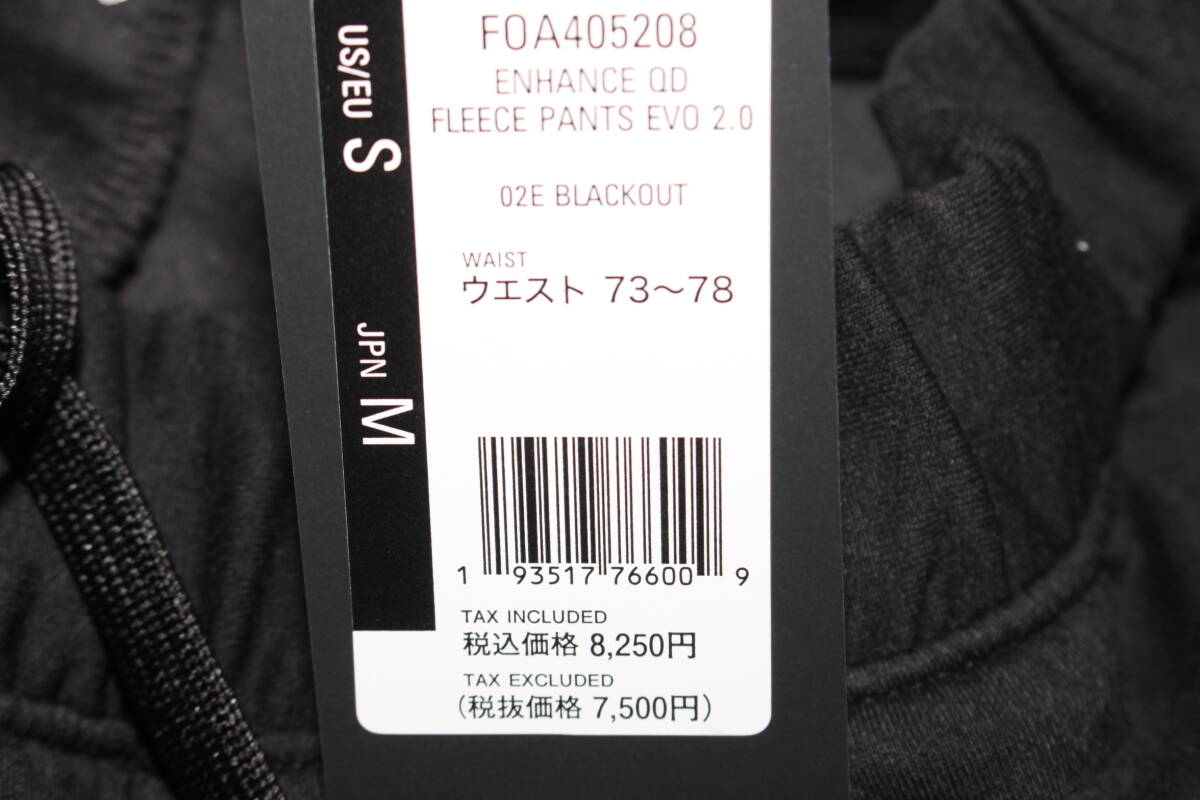 US/EU S
JPN M
FOA405208
ENHANCE QD
FLEECE PANTS EVO 2.0
02E BLACKOUT
WAIST
ウエスト 73〜78
1 93517 76600 9
TAX INCLUDED
税込価格 8,250円
TAX EXCLUDED
(税抜価格 7,500円)